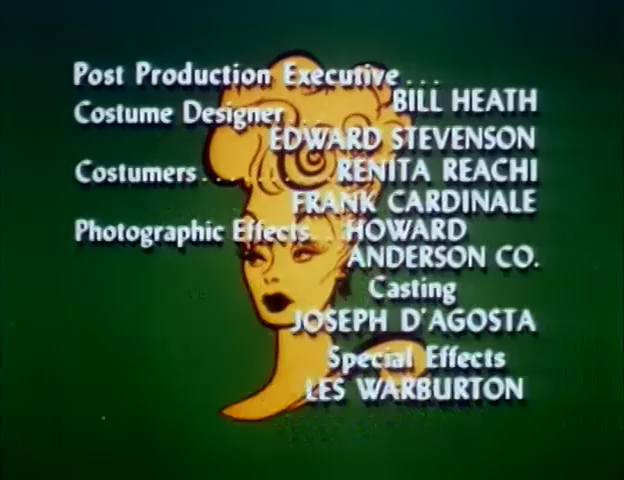 Post Production Executive...
BILL HEATH
Costume Designer...
EDWARD STEVENSON
Costumers.........RENITA REACHI
FRANK CARDINALE
Photographic Effects...HOWARD
ANDERSON CO.
Casting
JOSEPH D'AGOSTA
Special Effects
LES WARBURTON